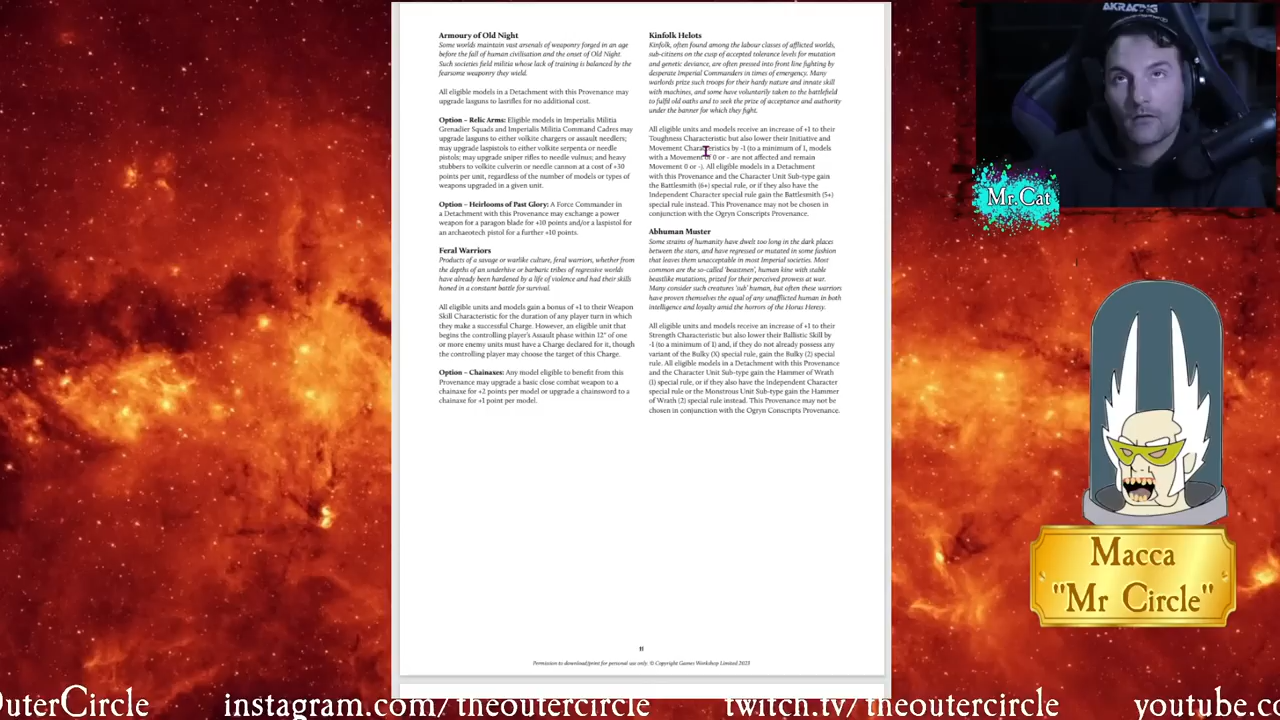 Armoury of Old Night
Some worlds maintain vast arsenals of weaponry forged in an age
before the fall of human civilisation and the onset of Old Night.
Such societies field militia whose lack of training is balanced by the
fearsome weaponry they wield.
All eligible models in a Detachment with this Provenance may
upgrade lasguns to lasrifles for no additional cost.
Option – Relic Arms: Eligible models in Imperialis Militia
Grenadier Squads and Imperialis Militia Command Cadres may
upgrade lasguns to either volkite chargers or assault needlers;
may upgrade laspistols to either volkite serpenta or needle
pistols; may upgrade sniper rifles to needle vulnus; and heavy
stubbers to volkite culverin or needle cannon at a cost of +30
points per unit, regardless of the number of models or types of
weapons upgraded in a given unit.
Option – Heirlooms of Past Glory: A Force Commander in
a Detachment with this Provenance may exchange a power
weapon for a paragon blade for +10 points and/or a laspistol for
an archaeotech pistol for a further +10 points.
Feral Warriors
Products of a savage or warlike culture, feral warriors, whether from
the depths of an underhive or barbaric tribes of regressive worlds
have already been hardened by a life of violence and had their skills
honed in a constant battle for survival.
All eligible units and models gain a bonus of +1 to their Weapon
Skill Characteristic for the duration of any player turn in which
they make a successful Charge. However, an eligible unit that
begins the controlling player's Assault phase within 12" of one
or more enemy units must have a Charge declared for it, though
the controlling player may choose the target of this Charge.
Option – Chainaxes: Any model eligible to benefit from this
Provenance may upgrade a basic close combat weapon to a
chainaxe for +2 points per model or upgrade a chainsword to a
chainaxe for +1 point per model.
Kinfolk Helots
Kinfolk, often found among the labour classes of afflicted worlds,
sub-citizens on the cusp of accepted tolerance levels for mutation
and genetic deviance, are often pressed into front line fighting by
desperate Imperial Commanders in times of emergency. Many
warlords prize such troops for their hardy nature and innate skill
with machines, and some have voluntarily taken to the battlefield
to fulfil old oaths and to seek the prize of acceptance and authority
under the banner for which they fight.
All eligible units and models receive an increase of +1 to their
Toughness Characteristic but also lower their Initiative and
Movement Characteristics by -1 (to a minimum of 1, models
with a Movement 0 or - are not affected and remain
Movement 0 or -). All eligible models in a Detachment
with this Provenance and the Character Unit Sub-type gain
the Battlesmith (6+) special rule, or if they also have the
Independent Character special rule gain the Battlesmith (5+)
special rule instead. This Provenance may not be chosen in
conjunction with the Ogryn Conscripts Provenance.
Abhuman Muster
Some strains of humanity have dwelt too long in the dark places
between the stars, and have regressed or mutated in some fashion
that leaves them unacceptable in most Imperial societies. Most
common are the so-called 'beastmen', human kine with stable
beastlike mutations, prized for their perceived prowess at war.
Many consider such creatures 'sub' human, but often these warriors
have proven themselves the equal of any unafflicted human in both
intelligence and loyalty amid the horrors of the Horus Heresy.
All eligible units and models receive an increase of +1 to their
Strength Characteristic but also lower their Ballistic Skill by
-1 (to a minimum of 1) and, if they do not already possess any
variant of the Bulky (X) special rule, gain the Bulky (2) special
rule. All eligible models in a Detachment with this Provenance
and the Character Unit Sub-type gain the Hammer of Wrath
(1) special rule, or if they also have the Independent Character
special rule or the Monstrous Unit Sub-type gain the Hammer
of Wrath (2) special rule instead. This Provenance may not be
chosen in conjunction with the Ogryn Conscripts Provenance.
11
Permission to download/print for personal use only. © Copyright Games Workshop Limited 2023
AKRACING
Mr.Cat
Macca
"Mr Circle"
OuterCircle instagram.com/theoutercircle twitch.tv/theoutercircle youtube.co